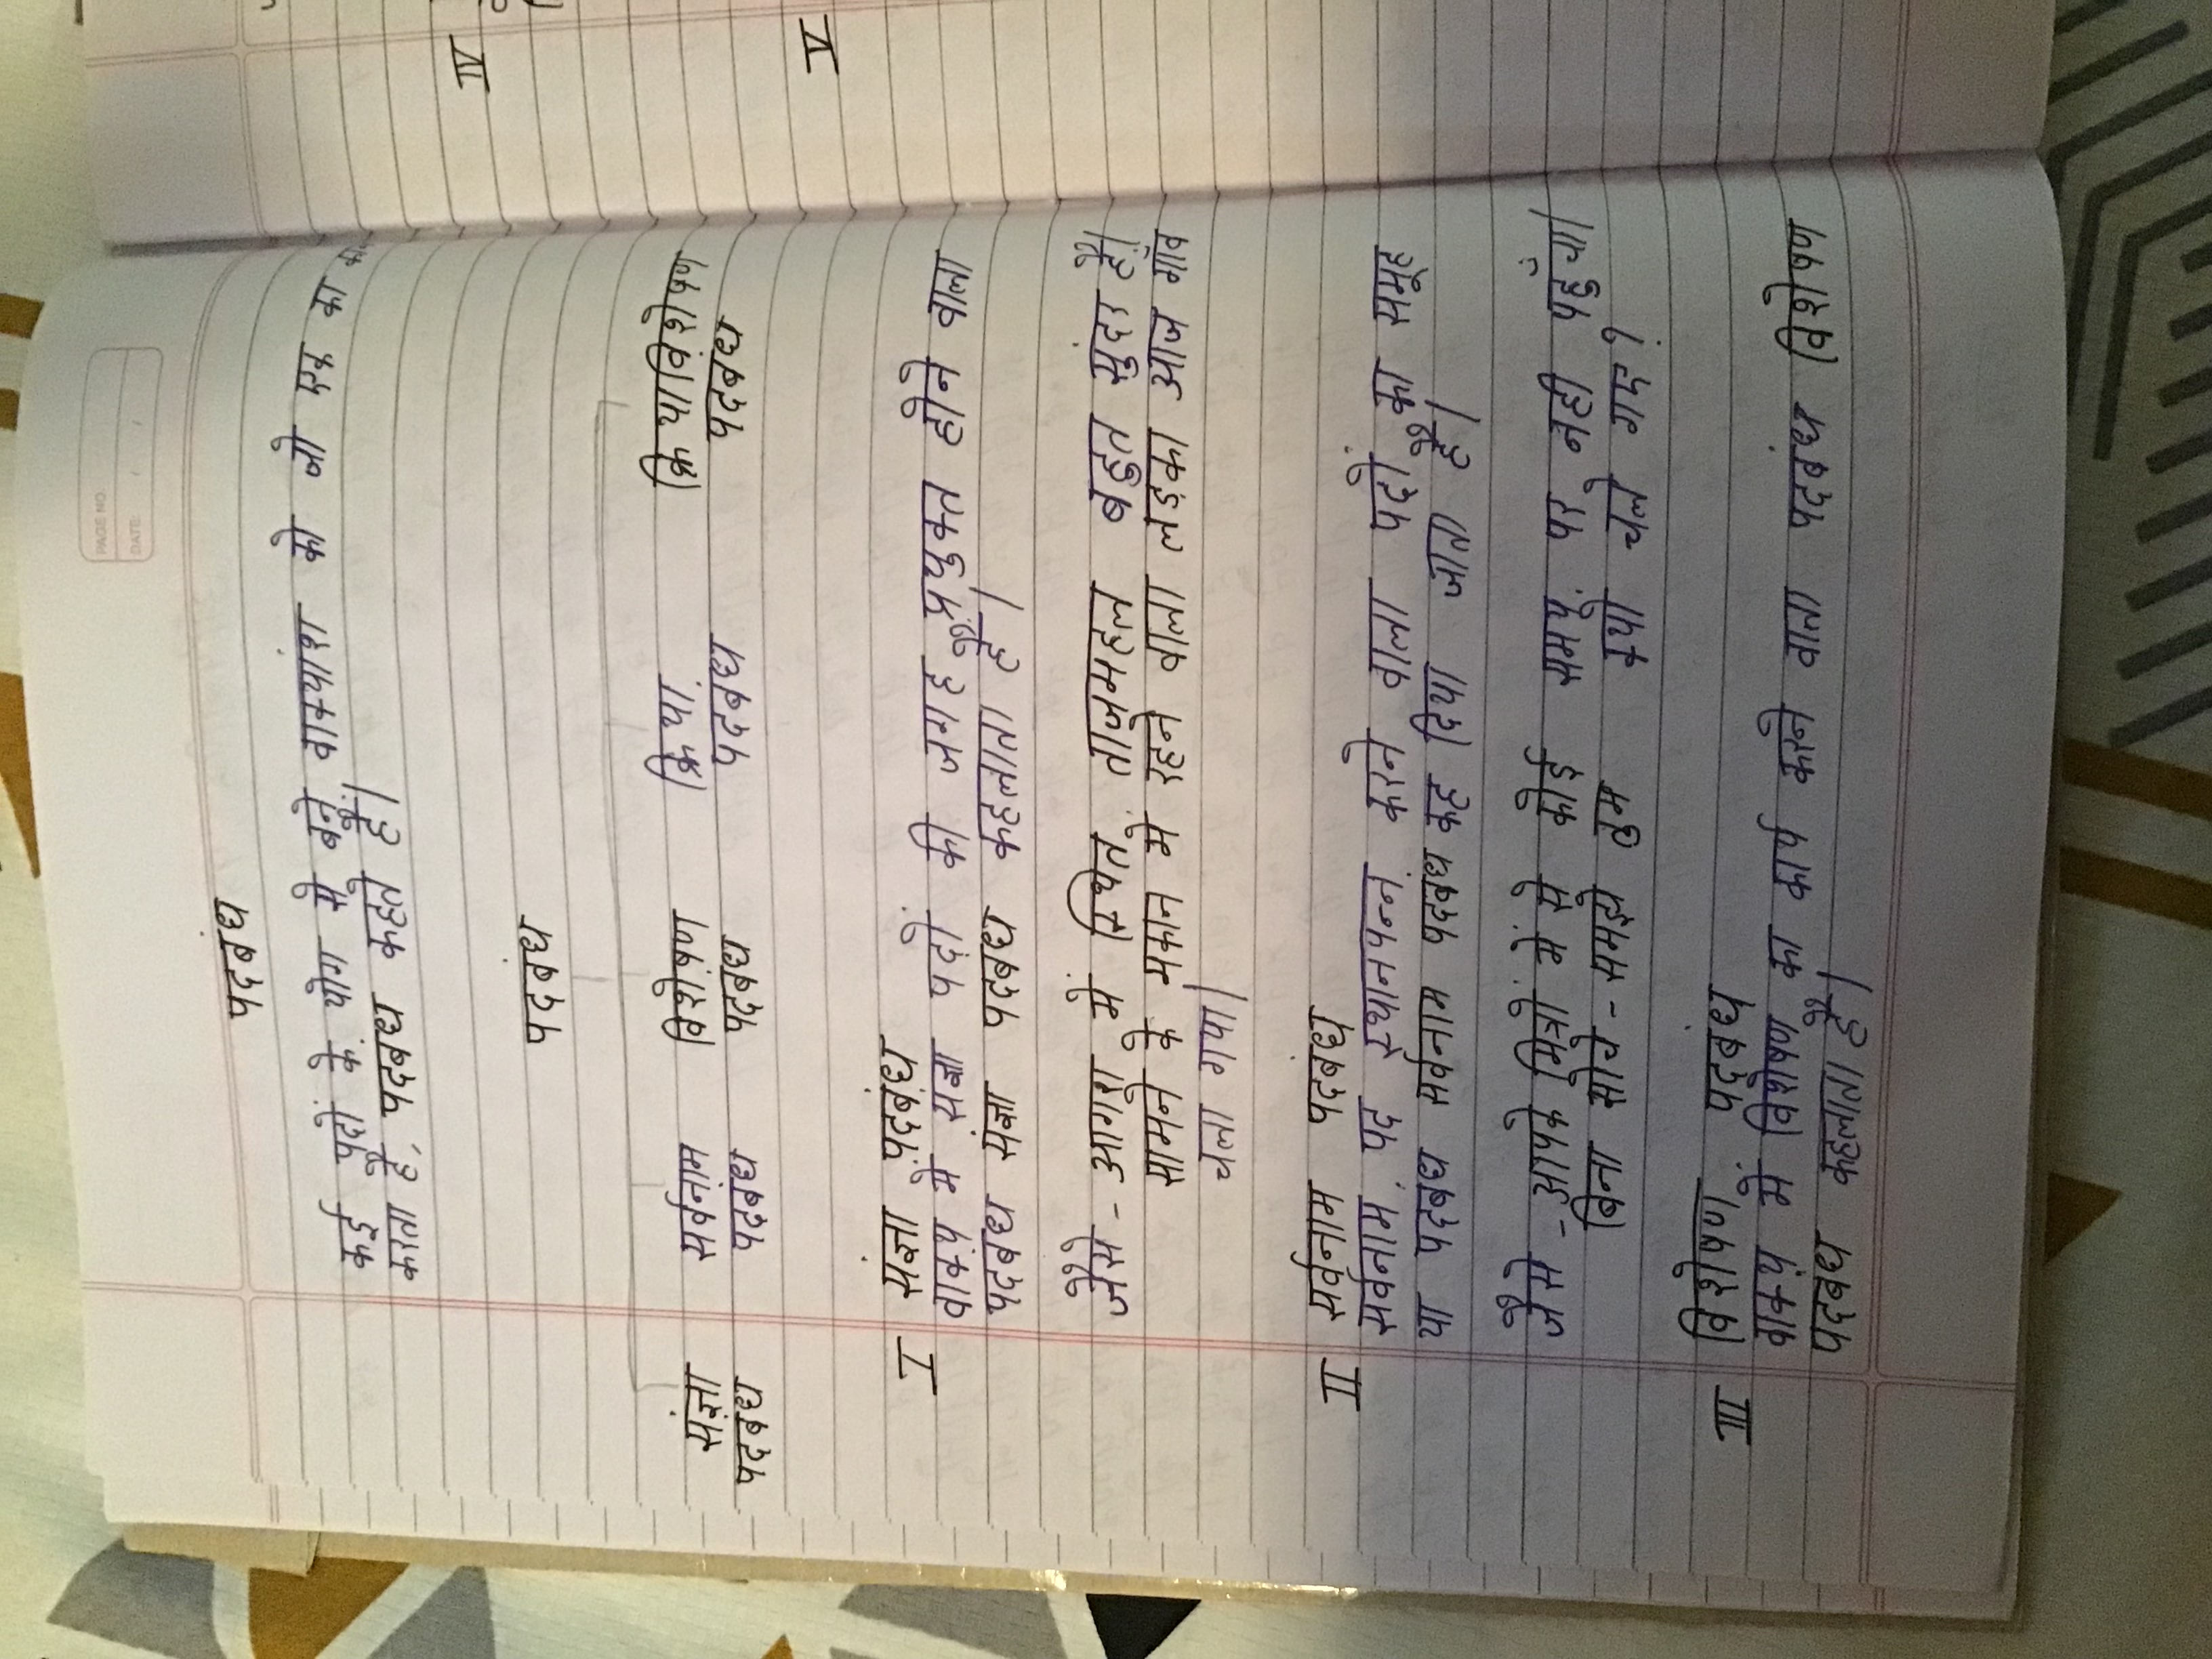 PAGE NO.
DATE: / /
पदबंध
कई पदों के योग से बने वाक्यांश को जो एक का
करता है, पदबंध कहते हैं।
पदबंध
संज्ञा सर्वनाम विशेषण क्रिया क्रियाविशेषण
पदबंध पदबंध पदबंध पदबंध पदबंध
I संज्ञा पदबंध
वाक्य में संज्ञा पदों की जगह प्रयुक्त होने वाला
पदबंध संज्ञा पदबंध कहलाता हैं।
जैसे - आगरा में स्थित ताजमहल बहुत सुंदर है।
सामने के मकान में रहने वाला लड़का आज गाँव
चला गया।
II सर्वनाम पदबंध
सर्वनाम पद स्थानपन्न करने वाला पदों का समूह
या पदबंध सर्वनाम पदबंध कह दिया जाता है।
जैसे - आपके मित्रों में से कोई समय पर नही पहुँचा।
बिना सोचे - समझे तुम क्यो चले गए?
III विशेषण पदबंध
वाक्य में विशेषण का कार्य करने वाला पदबंध विशेषण
पदबंध कहलाता है।
IV
V